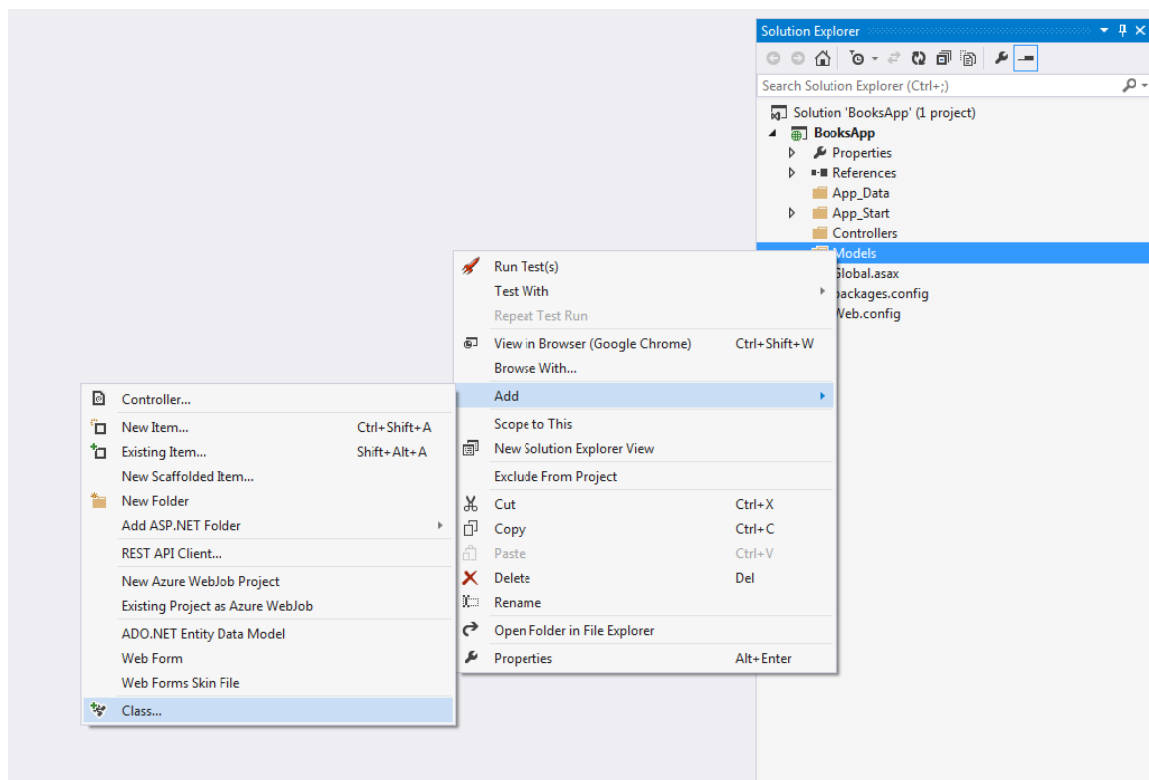 Solution Explorer
Search Solution Explorer (Ctrl+;)
Solution 'BooksApp' (1 project)
BooksApp
Properties
References
App_Data
App_Start
Controllers
Models
Global.asax
packages.config
Web.config
Run Test(s)
Test With
Repeat Test Run
View in Browser (Google Chrome) Ctrl+Shift+W
Browse With...
Add
Scope to This
New Solution Explorer View
Exclude From Project
Cut Ctrl+X
Copy Ctrl+C
Paste Ctrl+V
Delete Del
Rename
Open Folder in File Explorer
Properties Alt+Enter
Controller...
New Item... Ctrl+Shift+A
Existing Item... Shift+Alt+A
New Scaffolded Item...
New Folder
Add ASP.NET Folder
REST API Client...
New Azure WebJob Project
Existing Project as Azure WebJob
ADO.NET Entity Data Model
Web Form
Web Forms Skin File
Class...